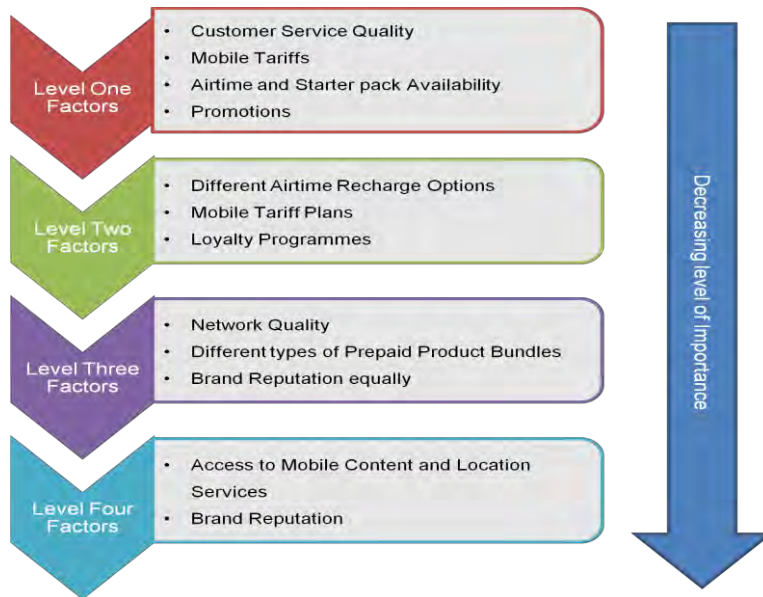 Level One
Factors
• Customer Service Quality
• Mobile Tariffs
• Airtime and Starter pack Availability
• Promotions
Level Two
Factors
• Different Airtime Recharge Options
• Mobile Tariff Plans
• Loyalty Programmes
Level Three
Factors
• Network Quality
• Different types of Prepaid Product Bundles
• Brand Reputation equally
Level Four
Factors
• Access to Mobile Content and Location
Services
• Brand Reputation
Decreasing level of Importance